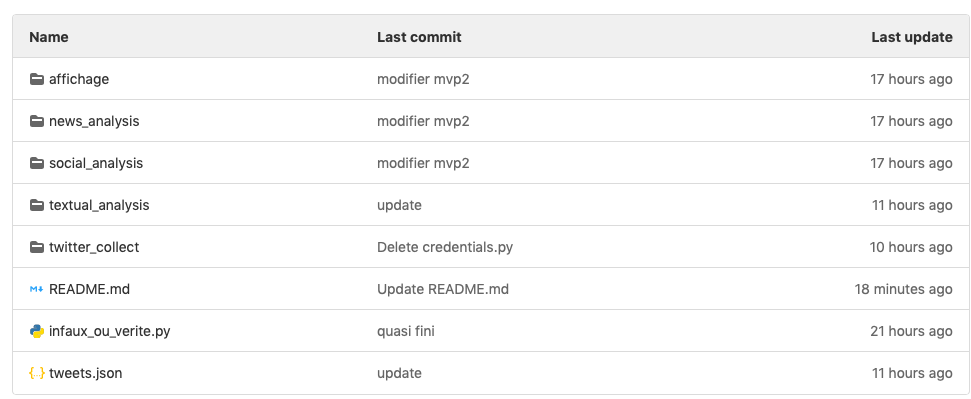 Name Last commit Last update
affichage modifier mvp2 17 hours ago
news_analysis modifier mvp2 17 hours ago
social_analysis modifier mvp2 17 hours ago
textual_analysis update 11 hours ago
twitter_collect Delete credentials.py 10 hours ago
README.md Update README.md 18 minutes ago
infaux_ou_verite.py quasi fini 21 hours ago
{..} tweets.json update 11 hours ago